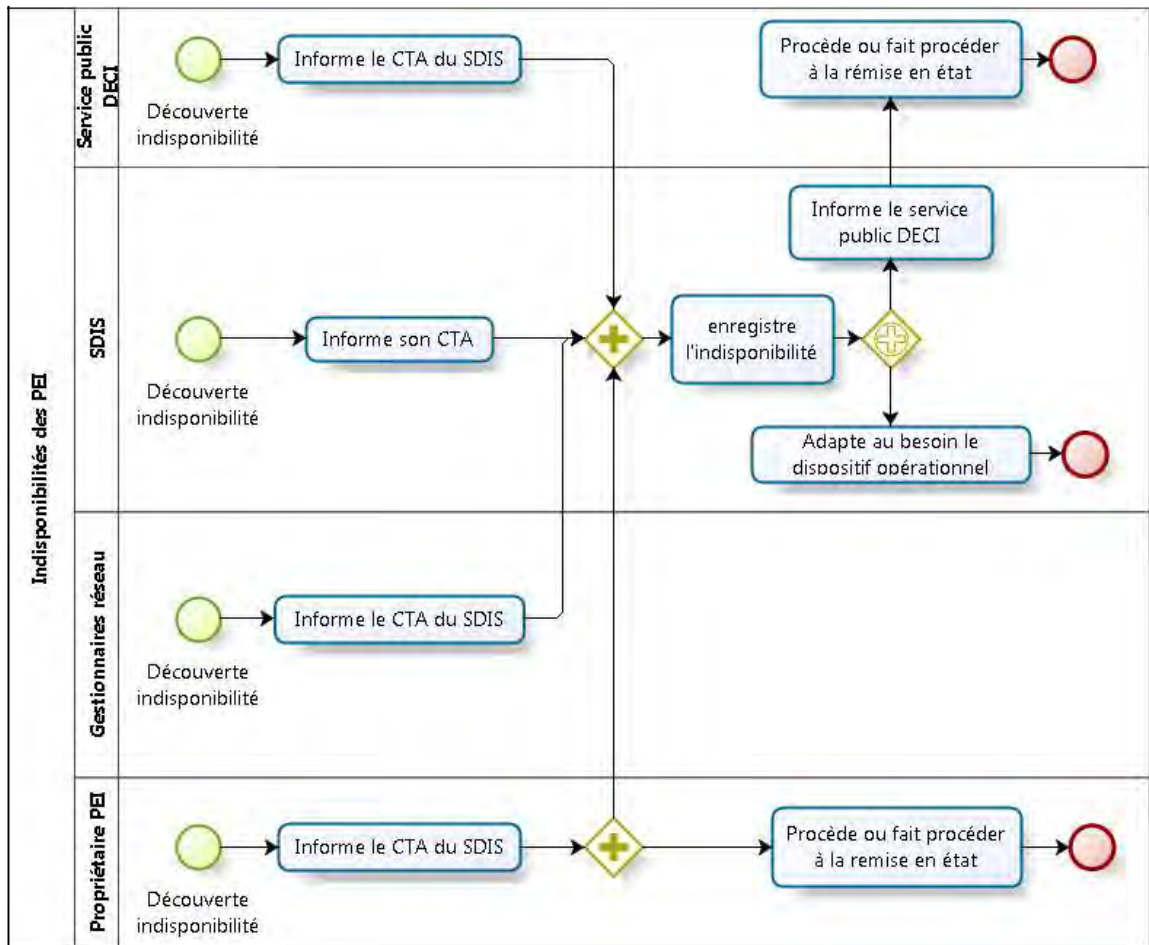 Indisponibilités des PEI
Service public
DECI
Découverte
indisponibilité
Informe le CTA du SDIS
Procède ou fait procéder
à la rémise en état
SDIS
Découverte
indisponibilité
Informe son CTA
enregistre
l'indisponibilité
Informe le service
public DECI
Adapte au besoin le
dispositif opérationnel
Gestionnaires réseau
Découverte
indisponibilité
Informe le CTA du SDIS
Propriétaire PEI
Découverte
indisponibilité
Informe le CTA du SDIS
Procède ou fait procéder
à la remise en état